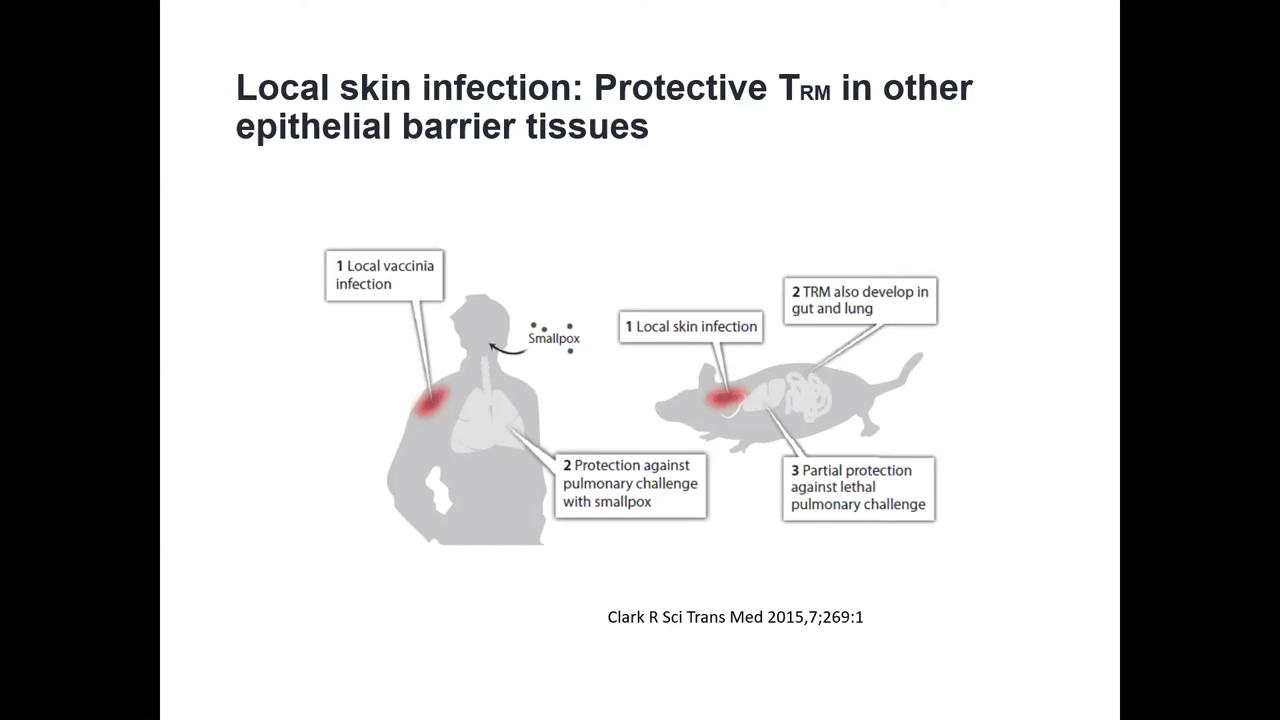 Local skin infection: Protective TRM in other
epithelial barrier tissues
1 Local vaccinia
infection
Smallpox
2 Protection against
pulmonary challenge
with smallpox
1 Local skin infection
2 TRM also develop in
gut and lung
3 Partial protection
against lethal
pulmonary challenge
Clark R Sci Trans Med 2015,7;269:1